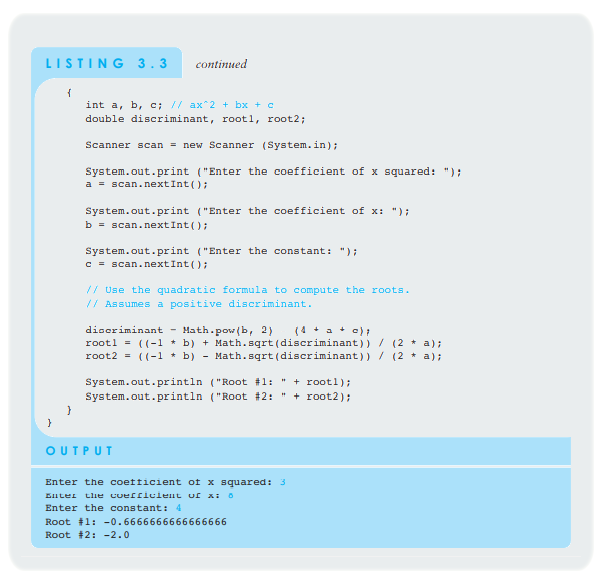 LISTING 3.3 continued
{
int a, b, c; // ax^2 + bx + c
double discriminant, root1, root2;
Scanner scan = new Scanner (System.in);
System.out.print ("Enter the coefficient of x squared: ");
a = scan.nextInt();
System.out.print ("Enter the coefficient of x: ");
b = scan.nextInt();
System.out.print ("Enter the constant: ");
c = scan.nextInt();
// Use the quadratic formula to compute the roots.
// Assumes a positive discriminant.
discriminant = Math.pow(b, 2) - (4 * a * c);
root1 = ((-1 * b) + Math.sqrt(discriminant)) / (2 * a);
root2 = ((-1 * b) - Math.sqrt(discriminant)) / (2 * a);
System.out.println ("Root #1: " + root1);
System.out.println ("Root #2: " + root2);
}
}
OUTPUT
Enter the coefficient of x squared: 3
Enter the coefficient of x: 8
Enter the constant: 4
Root #1: -0.6666666666666666
Root #2: -2.0